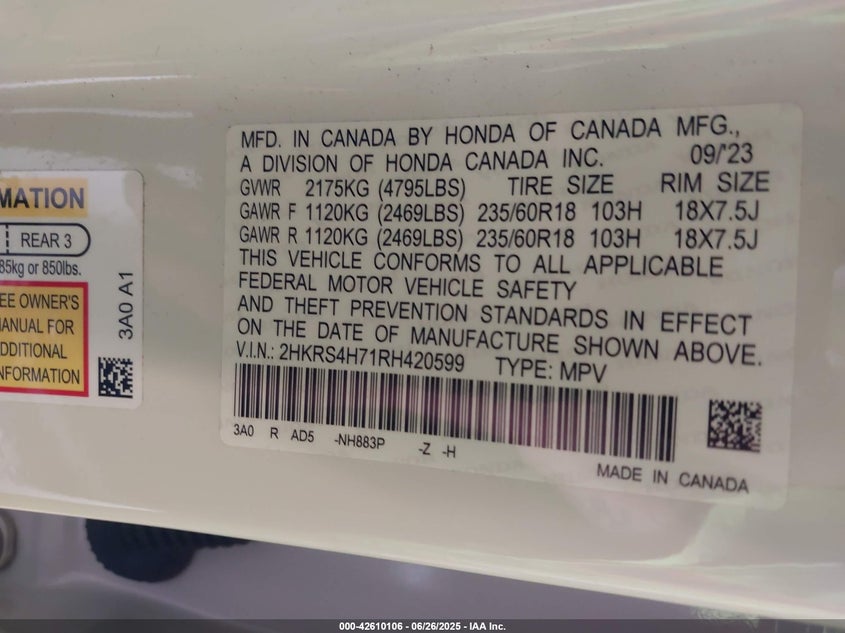 MFD. IN CANADA BY HONDA OF CANADA MFG.,
A DIVISION OF HONDA CANADA INC. 09/'23
GVWR 2175KG (4795LBS) TIRE SIZE RIM SIZE
GAWR F 1120KG (2469LBS) 235/60R18 103H 18X7.5J
GAWR R 1120KG (2469LBS) 235/60R18 103H 18X7.5J
THIS VEHICLE CONFORMS TO ALL APPLICABLE
FEDERAL MOTOR VEHICLE SAFETY
AND THEFT PREVENTION STANDARDS IN EFFECT
ON THE DATE OF MANUFACTURE SHOWN ABOVE.
V.I.N.: 2HKRS4H71RH420599 TYPE: MPV
3A0 R AD5 -NH883P -Z -H
MADE IN CANADA
MATION
REAR 3
85kg or 850lbs.
EE OWNER'S
MANUAL FOR
DDITIONAL
NFORMATION
3A0 A1
000-42610106 - 06/26/2025 - IAA Inc.